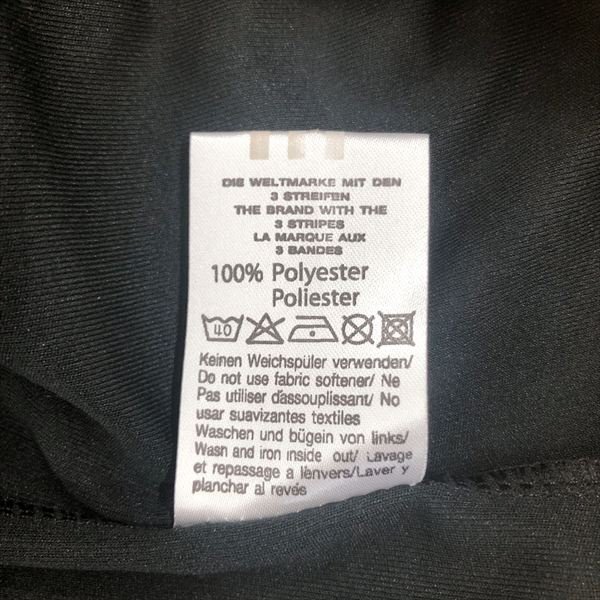 DIE WELTMARKE MIT DEN
3 STREIFEN
THE BRAND WITH THE
3 STRIPES
LA MARQUE AUX
3 BANDES
100% Polyester
Poliester
40
Keinen Weichspüler verwenden/
Do not use fabric softener/ Ne
Pas utiliser d'assouplissant/ No
usar suavizantes textiles
Waschen und bügein von links/
Wash and iron inside out/ Lavage
et repassage a lenvers/Laver y
planchar al revés